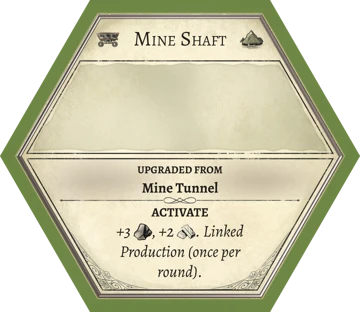 Mine Shaft
UPGRADED FROM
Mine Tunnel
ACTIVATE
+3 , +2 . Linked
Production (once per
round).